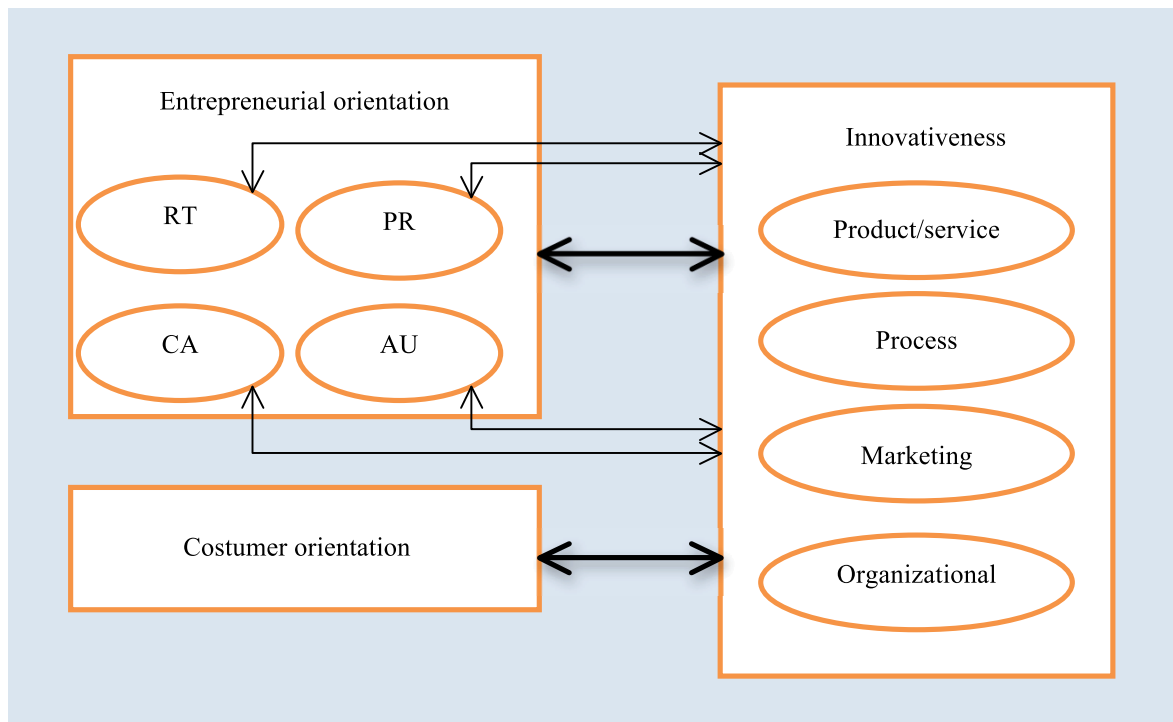 Entrepreneurial orientation
RT
PR
CA
AU
Costumer orientation
Innovativeness
Product/service
Process
Marketing
Organizational